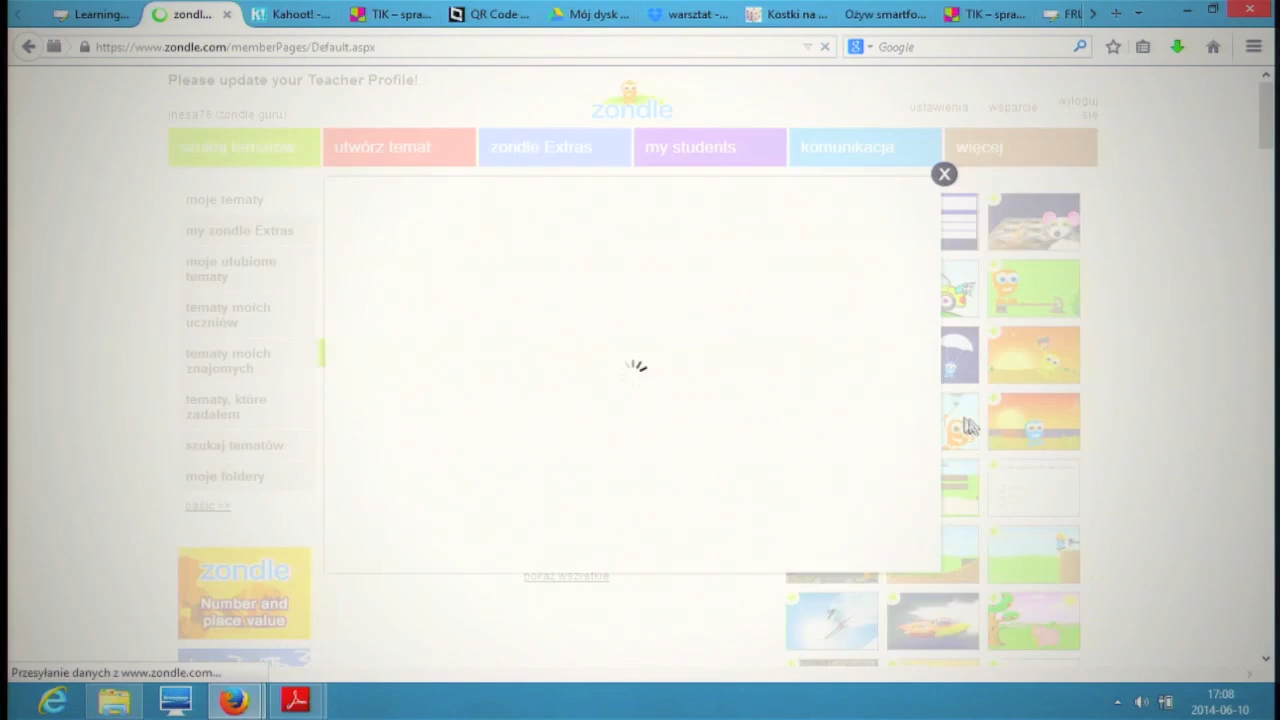 Learning...
zondl...
Kahoot! -...
TIK – spra...
QR Code ...
Mój dysk ...
warsztat -...
Kostki na ...
Ożyw smartfo...
TIK – spra...
FRU
https://www.zondle.com/memberPages/Default.aspx
Google
Please update your Teacher Profile!
inesa76 (zondle guru)
zondle
ustawienia
wsparcie
wyloguj
się
utwórz temat
zondle Extras
my students
komunikacja
więcej
moje tematy
my zondle Extras
moje ulubione
tematy
tematy moich
uczniów
tematy moich
znajomych
tematy, które
zadałem
szukaj tematów
moje foldery
pokaż wszystkie
zondle
Number and
place value
Przesyłanie danych z www.zondle.com...
17:08
2014-06-10